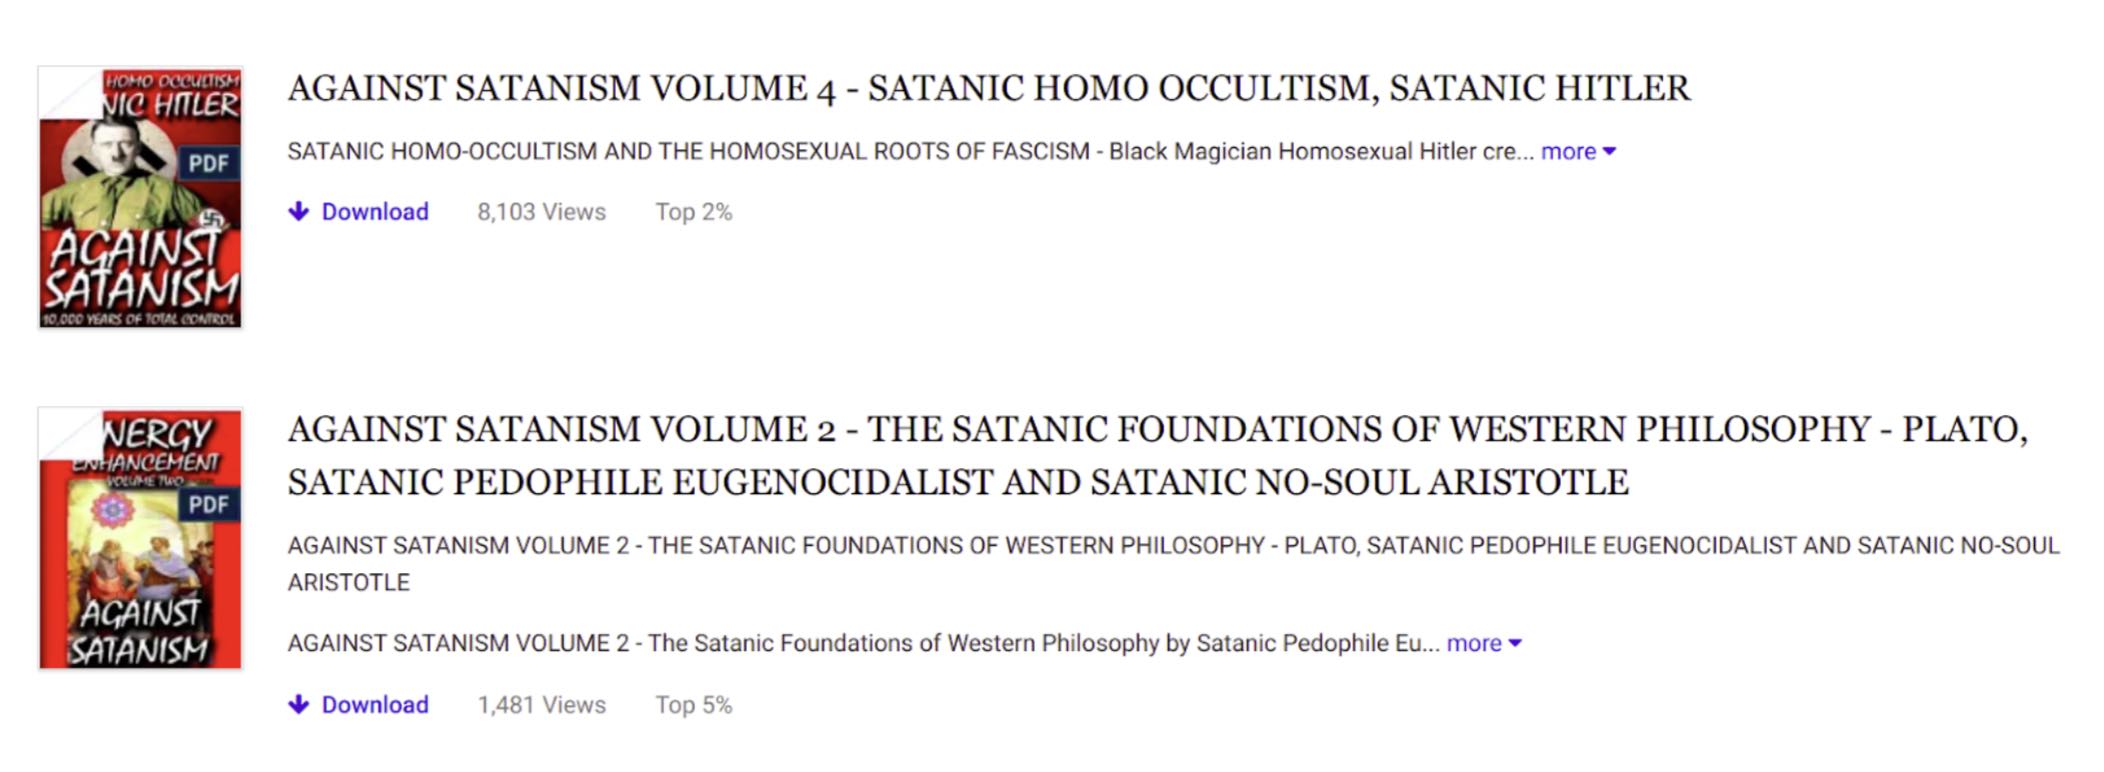 HOMO OCCULTISM
NIC HITLER
PDF
AGAINST
SATANISM
10,000 YEARS OF TOTAL CONTROL
AGAINST SATANISM VOLUME 4 - SATANIC HOMO OCCULTISM, SATANIC HITLER
SATANIC HOMO-OCCULTISM AND THE HOMOSEXUAL ROOTS OF FASCISM - Black Magician Homosexual Hitler cre... more
Download 8,103 Views Top 2%
NERGY
ENHANCEMENT
VOLUME TWO
PDF
AGAINST
SATANISM
AGAINST SATANISM VOLUME 2 - THE SATANIC FOUNDATIONS OF WESTERN PHILOSOPHY - PLATO,
SATANIC PEDOPHILE EUGENOCIDALIST AND SATANIC NO-SOUL ARISTOTLE
AGAINST SATANISM VOLUME 2 - THE SATANIC FOUNDATIONS OF WESTERN PHILOSOPHY - PLATO, SATANIC PEDOPHILE EUGENOCIDALIST AND SATANIC NO-SOUL
ARISTOTLE
AGAINST SATANISM VOLUME 2 - The Satanic Foundations of Western Philosophy by Satanic Pedophile Eu... more
Download 1,481 Views Top 5%